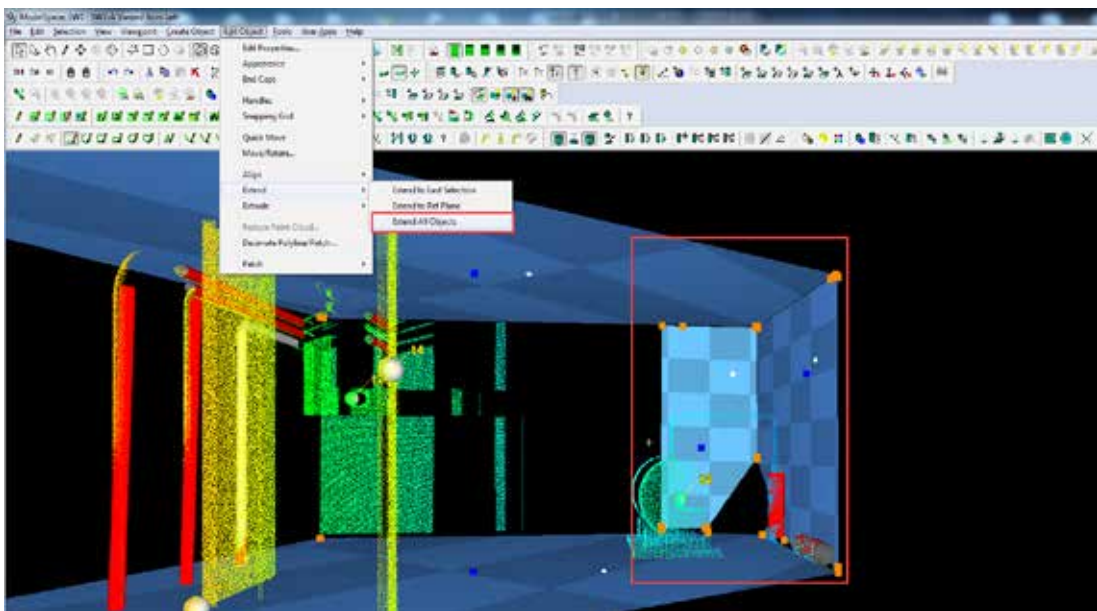 File Edit Selection View Viewpoint Create Object Edit Object Tools Help
Edit Properties...
Appearance
End Caps
Handles
Snapping Grid
Quick Move
Move/Rotate...
Align
Extend
Extrude
Extend to Last Selection
Extend to Ref Plane
Extend All Objects
Restore Point Cloud...
Decimate Polyline/Patch...
Patch